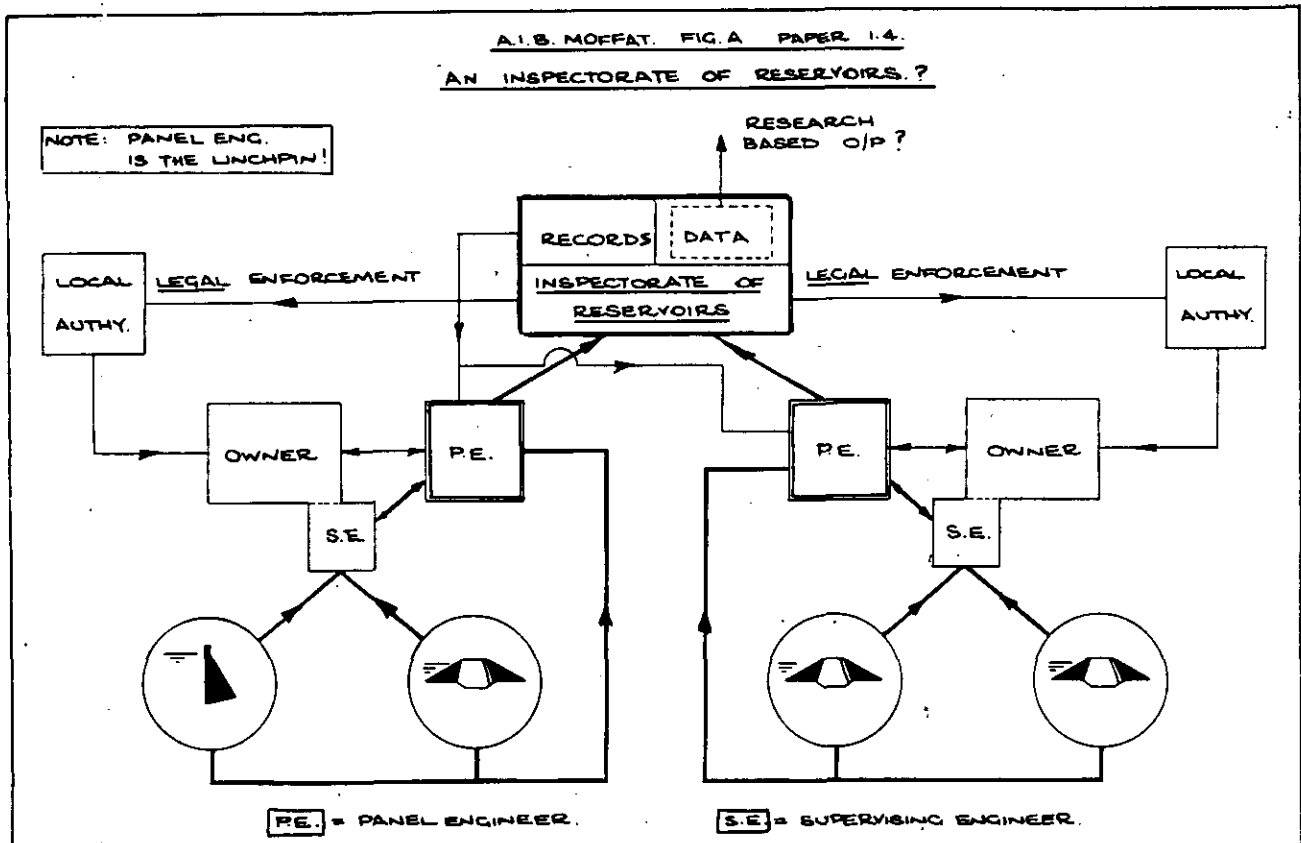 A.I.B. MOFFAT. FIG. A PAPER 1.4.
AN INSPECTORATE OF RESERVOIRS.?
NOTE: PANEL ENG.
IS THE LINCHPIN!
RESEARCH
BASED O/P?
RECORDS
DATA
INSPECTORATE OF
RESERVOIRS
LOCAL
AUTHY.
LEGAL ENFORCEMENT
LEGAL ENFORCEMENT
LOCAL
AUTHY.
OWNER
P.E.
P.E.
OWNER
S.E.
S.E.
P.E. = PANEL ENGINEER.
S.E. = SUPERVISING ENGINEER.